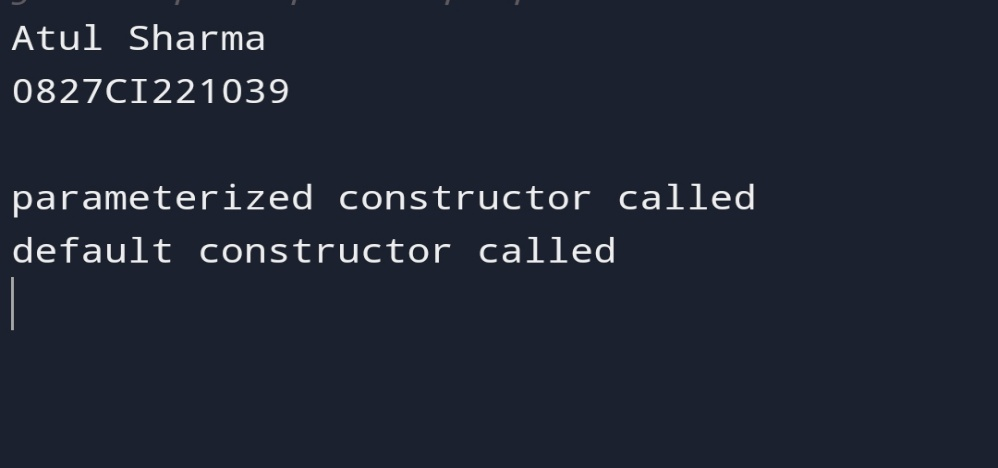 Atul Sharma
0827CI221039
parameterized constructor called
default constructor called